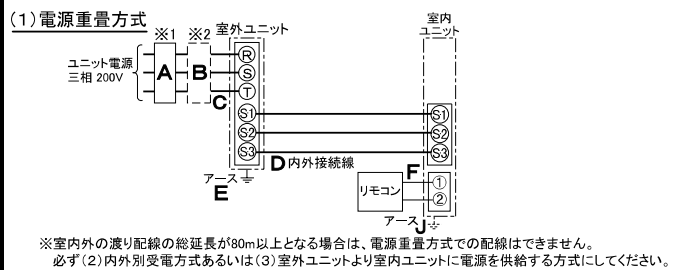 (1)電源重畳方式
※1
※2
室外ユニット
室内
ユニット
ユニット電源
三相 200V
A
B
C
R
S
T
S1
S2
S3
S1
S2
S3
D 内外接続線
アース
E
F
リモコン
①
②
アース
J
※室内外の渡り配線の総延長が80m以上となる場合は、電源重畳方式での配線はできません。
必ず(2)内外別受電方式あるいは(3)室外ユニットより室内ユニットに電源を供給する方式にしてください。